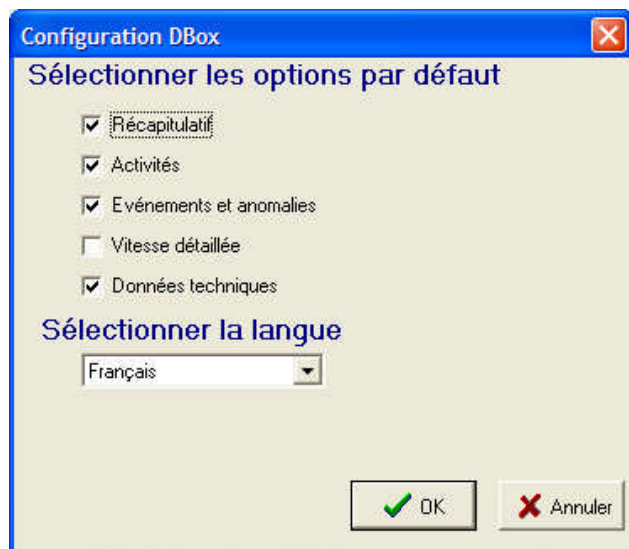 Configuration DBox
Sélectionner les options par défaut
Récapitulatif
Activités
Evénements et anomalies
Vitesse détaillée
Données techniques
Sélectionner la langue
Français
OK
Annuler